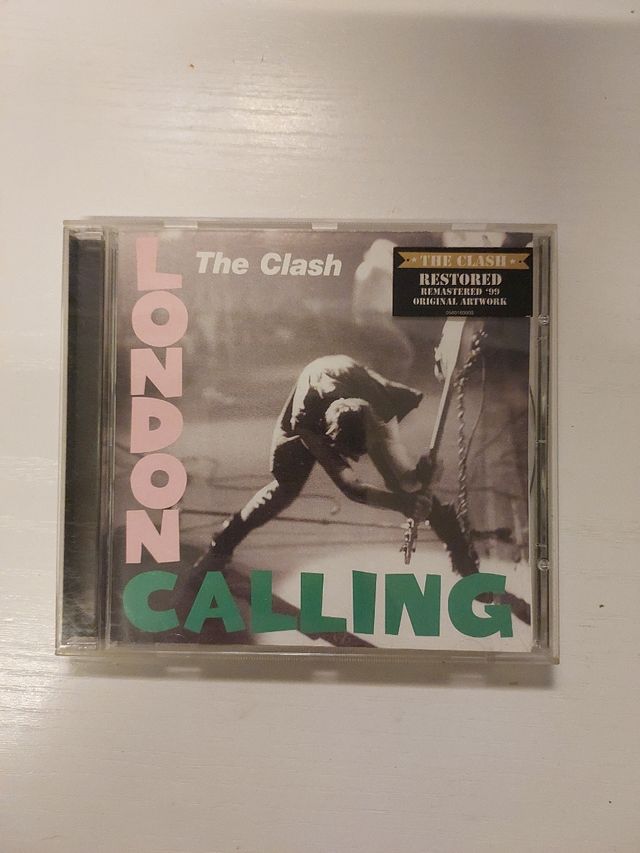 LONDON
The Clash
THE CLASH
RESTORED
REMASTERED '99
ORIGINAL ARTWORK
CALLING